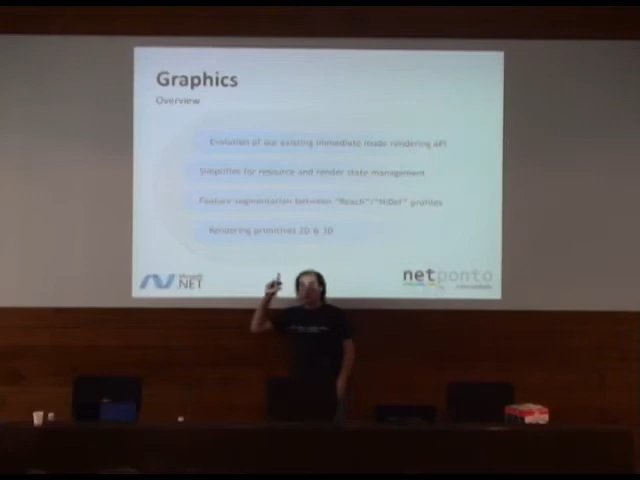 Graphics
Overview
Evolution of our existing immediate mode rendering API
Simplifies for resource and render state management
Feature segmentation between "Reach"/"HiDef" profiles
Rendering primitives 2D & 3D
Microsoft
.NET
netponto